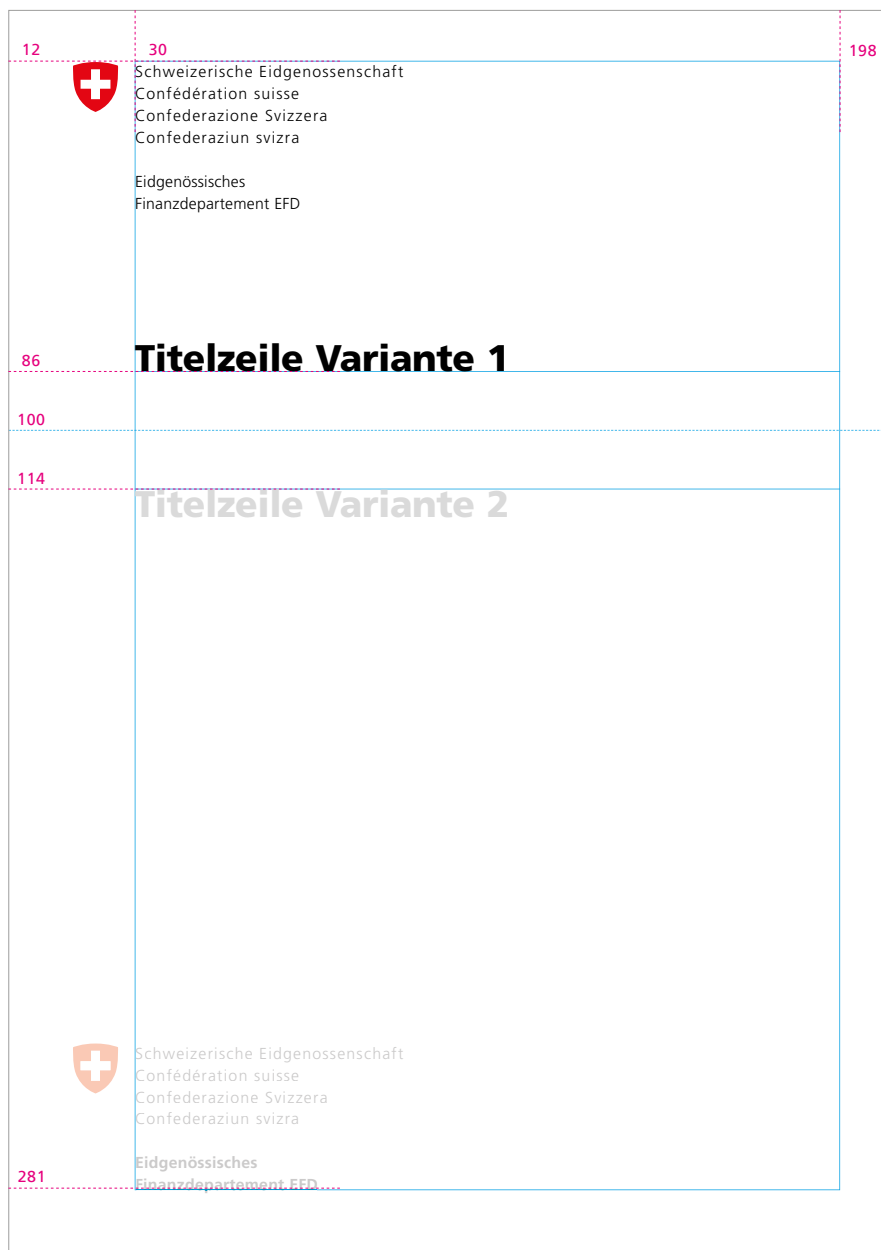 12
30
198
Schweizerische Eidgenossenschaft
Confédération suisse
Confederazione Svizzera
Confederaziun svizra
Eidgenössisches
Finanzdepartement EFD
Titelzeile Variante 1
86
100
114
Titelzeile Variante 2
Schweizerische Eidgenossenschaft
Confédération suisse
Confederazione Svizzera
Confederaziun svizra
Eidgenössisches
Finanzdepartement EFD
281